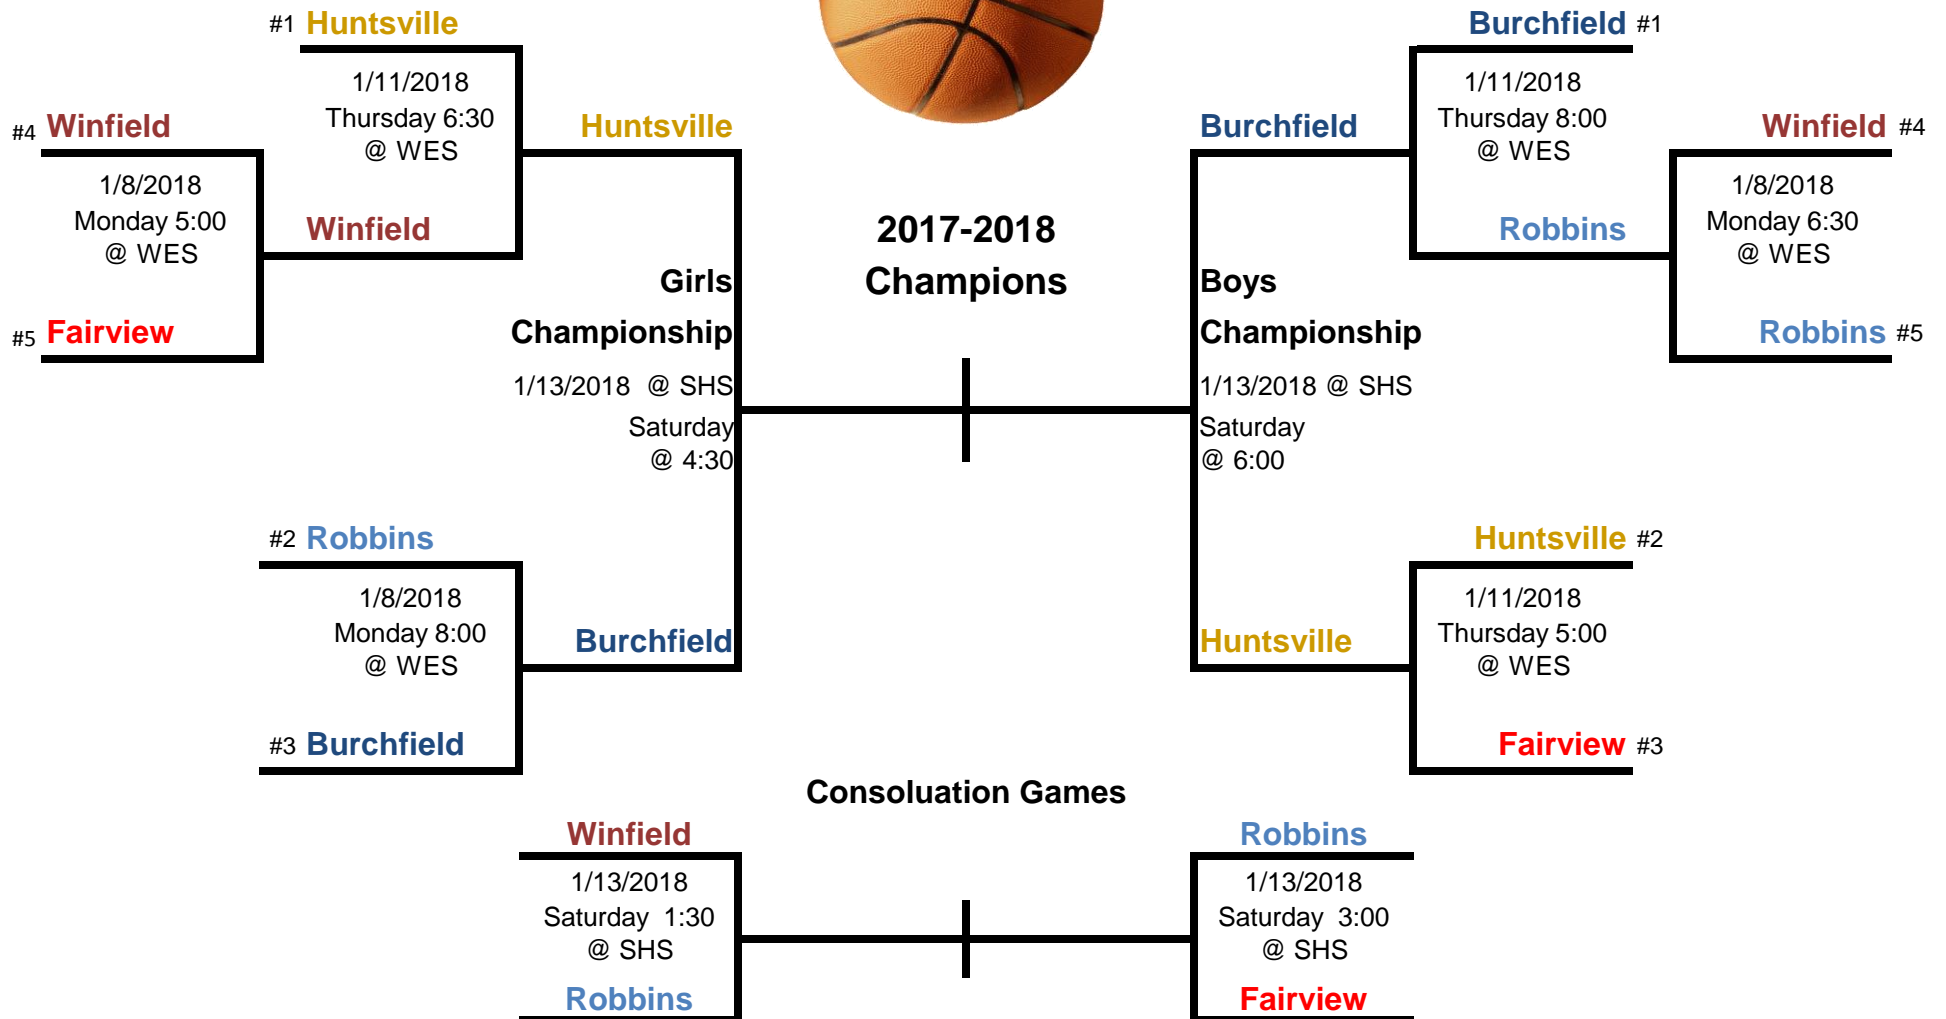 #1 Huntsville
1/11/2018
Thursday 6:30
@ WES
#4 Winfield
1/8/2018
Monday 5:00
@ WES
Winfield
#5 Fairview
Huntsville
Girls
Championship
1/13/2018 @ SHS
Saturday
@ 4:30
#2 Robbins
1/8/2018
Monday 8:00
@ WES
Burchfield
#3 Burchfield
2017-2018
Champions
Burchfield #1
1/11/2018
Thursday 8:00
@ WES
Burchfield
Winfield #4
1/8/2018
Monday 6:30
@ WES
Robbins
Robbins #5
Boys
Championship
1/13/2018 @ SHS
Saturday
@ 6:00
Huntsville #2
1/11/2018
Thursday 5:00
@ WES
Huntsville
Fairview #3
Consoluation Games
Winfield
1/13/2018
Saturday 1:30
@ SHS
Robbins
Robbins
1/13/2018
Saturday 3:00
@ SHS
Fairview